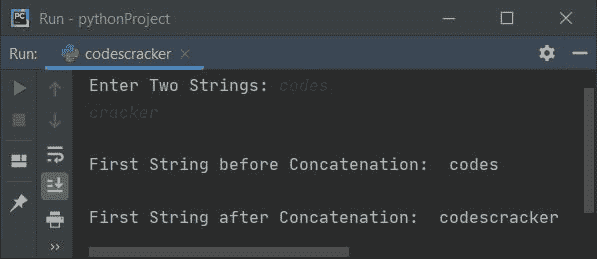 PC
Run - pythonProject
Run:
codescracker
Enter Two Strings: codes
cracker
First String before Concatenation:  codes
First String after Concatenation:  codescracker